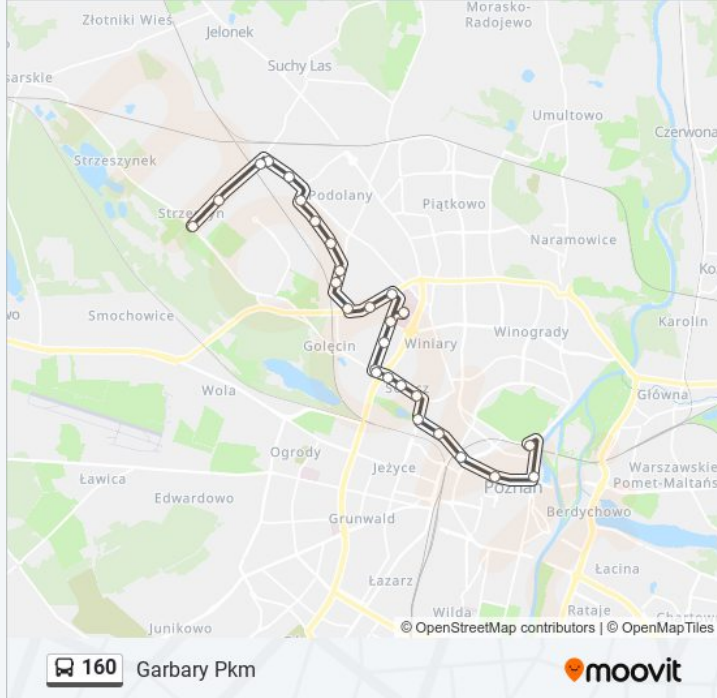 Złotniki Wieś
Morasko-
Radojewo
Jelonek
Suchy Las
sarskie
Umultowo
Czerwona
Strzeszynek
Podolany
Piątkowo
Strzeszyn
Naramowice
Ko
wo
Smochowice
Karolin
Golęcin
Winiary
Winogrady
Wola
Główna
Ogrody
Jeżyce
Warszawskie
Pomet-Maltańs
Ławica
Edwardowo
Poznań
Berdychowo
Grunwald
Łacina
Łazarz
Wilda
Rataje
Chartowo
Junikowo
© OpenStreetMap contributors | © OpenMapTiles
160 Garbary Pkm
moovit